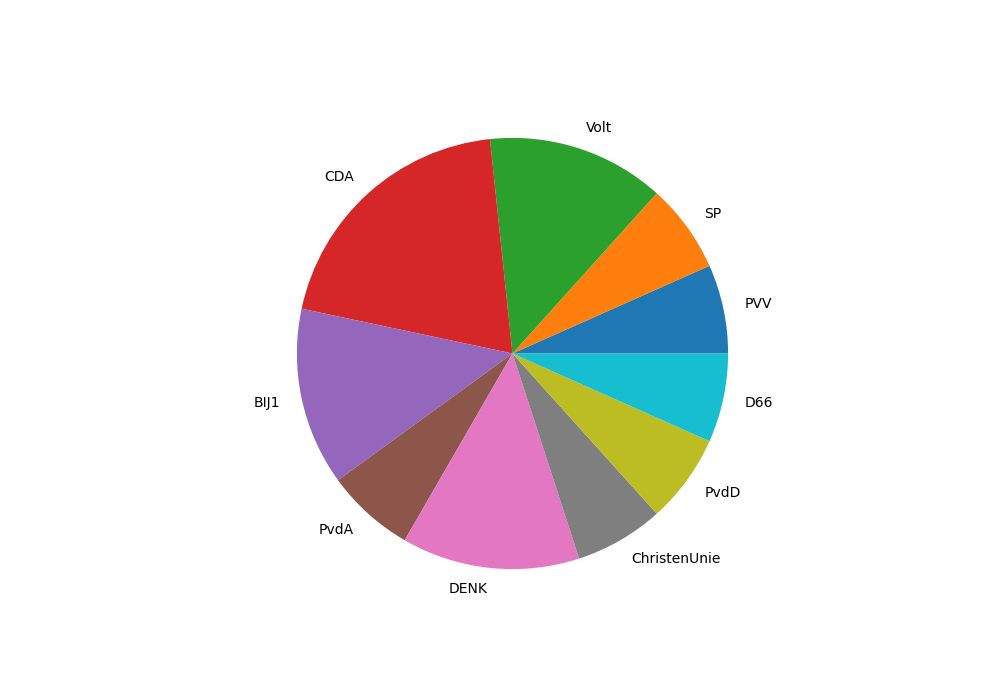 Volt
CDA
SP
PVV
BIJ1
D66
PvdD
PvdA
ChristenUnie
DENK